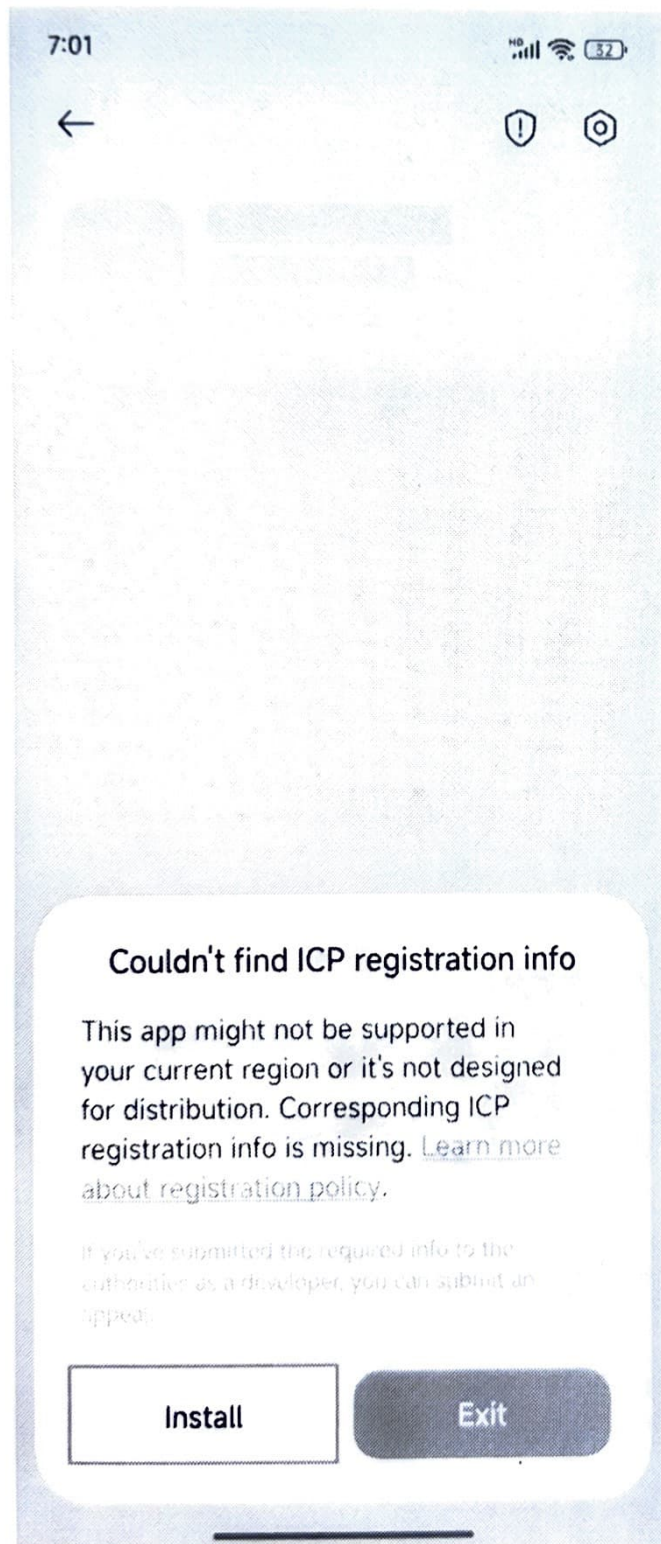 7:01
HD 32
Couldn't find ICP registration info
This app might not be supported in
your current region or it's not designed
for distribution. Corresponding ICP
registration info is missing. Learn more
about registration policy.
If you've submitted the required info to the
authorities as a developer, you can submit an
appeal.
Install Exit